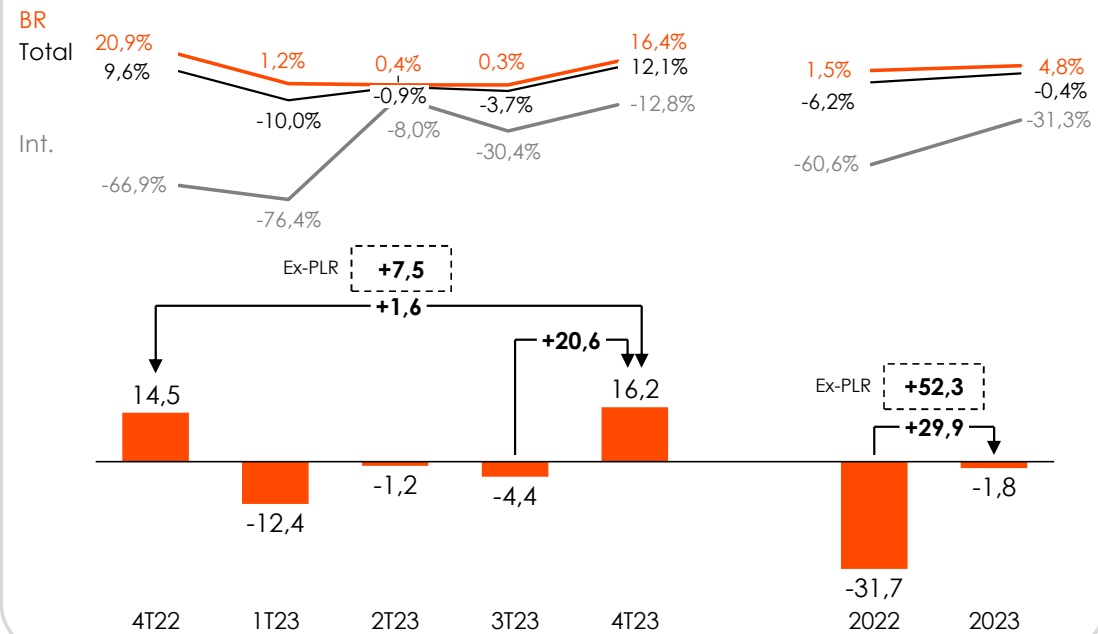 BR
20,9% 1,2% 0,4% 0,3% 16,4% 1,5% 4,8%
Total
9,6% -10,0% -0,9% -3,7% 12,1% -6,2% -0,4%
Int.
-66,9% -76,4% -8,0% -30,4% -12,8% -60,6% -31,3%
Ex-PLR +7,5
+1,6
+20,6
Ex-PLR +52,3
+29,9
14,5 -12,4 -1,2 -4,4 16,2 -31,7 -1,8
4T22 1T23 2T23 3T23 4T23 2022 2023